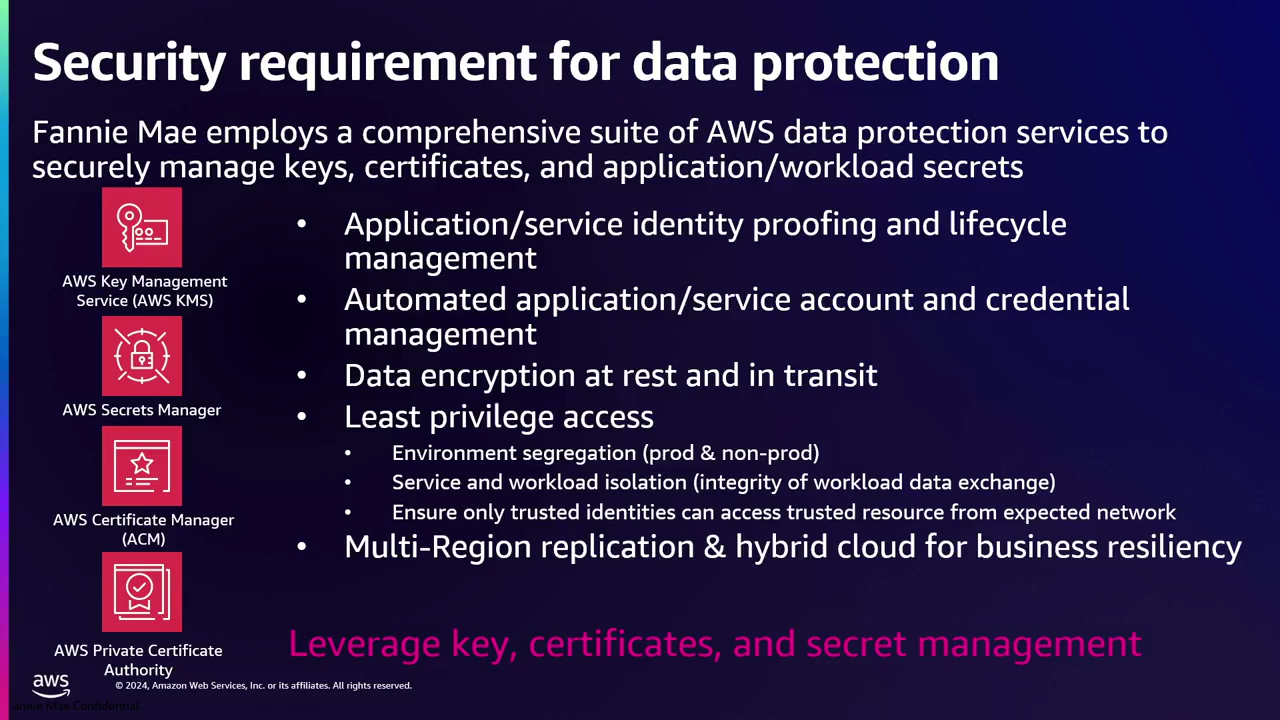 Security requirement for data protection
Fannie Mae employs a comprehensive suite of AWS data protection services to
securely manage keys, certificates, and application/workload secrets
AWS Key Management
Service (AWS KMS)
AWS Secrets Manager
AWS Certificate Manager
(ACM)
AWS Private Certificate
Authority
• Application/service identity proofing and lifecycle
management
• Automated application/service account and credential
management
• Data encryption at rest and in transit
• Least privilege access
• Environment segregation (prod & non-prod)
• Service and workload isolation (integrity of workload data exchange)
• Ensure only trusted identities can access trusted resource from expected network
• Multi-Region replication & hybrid cloud for business resiliency
Leverage key, certificates, and secret management
aws
© 2024, Amazon Web Services, Inc. or its affiliates. All rights reserved.
annie Mae Confidential